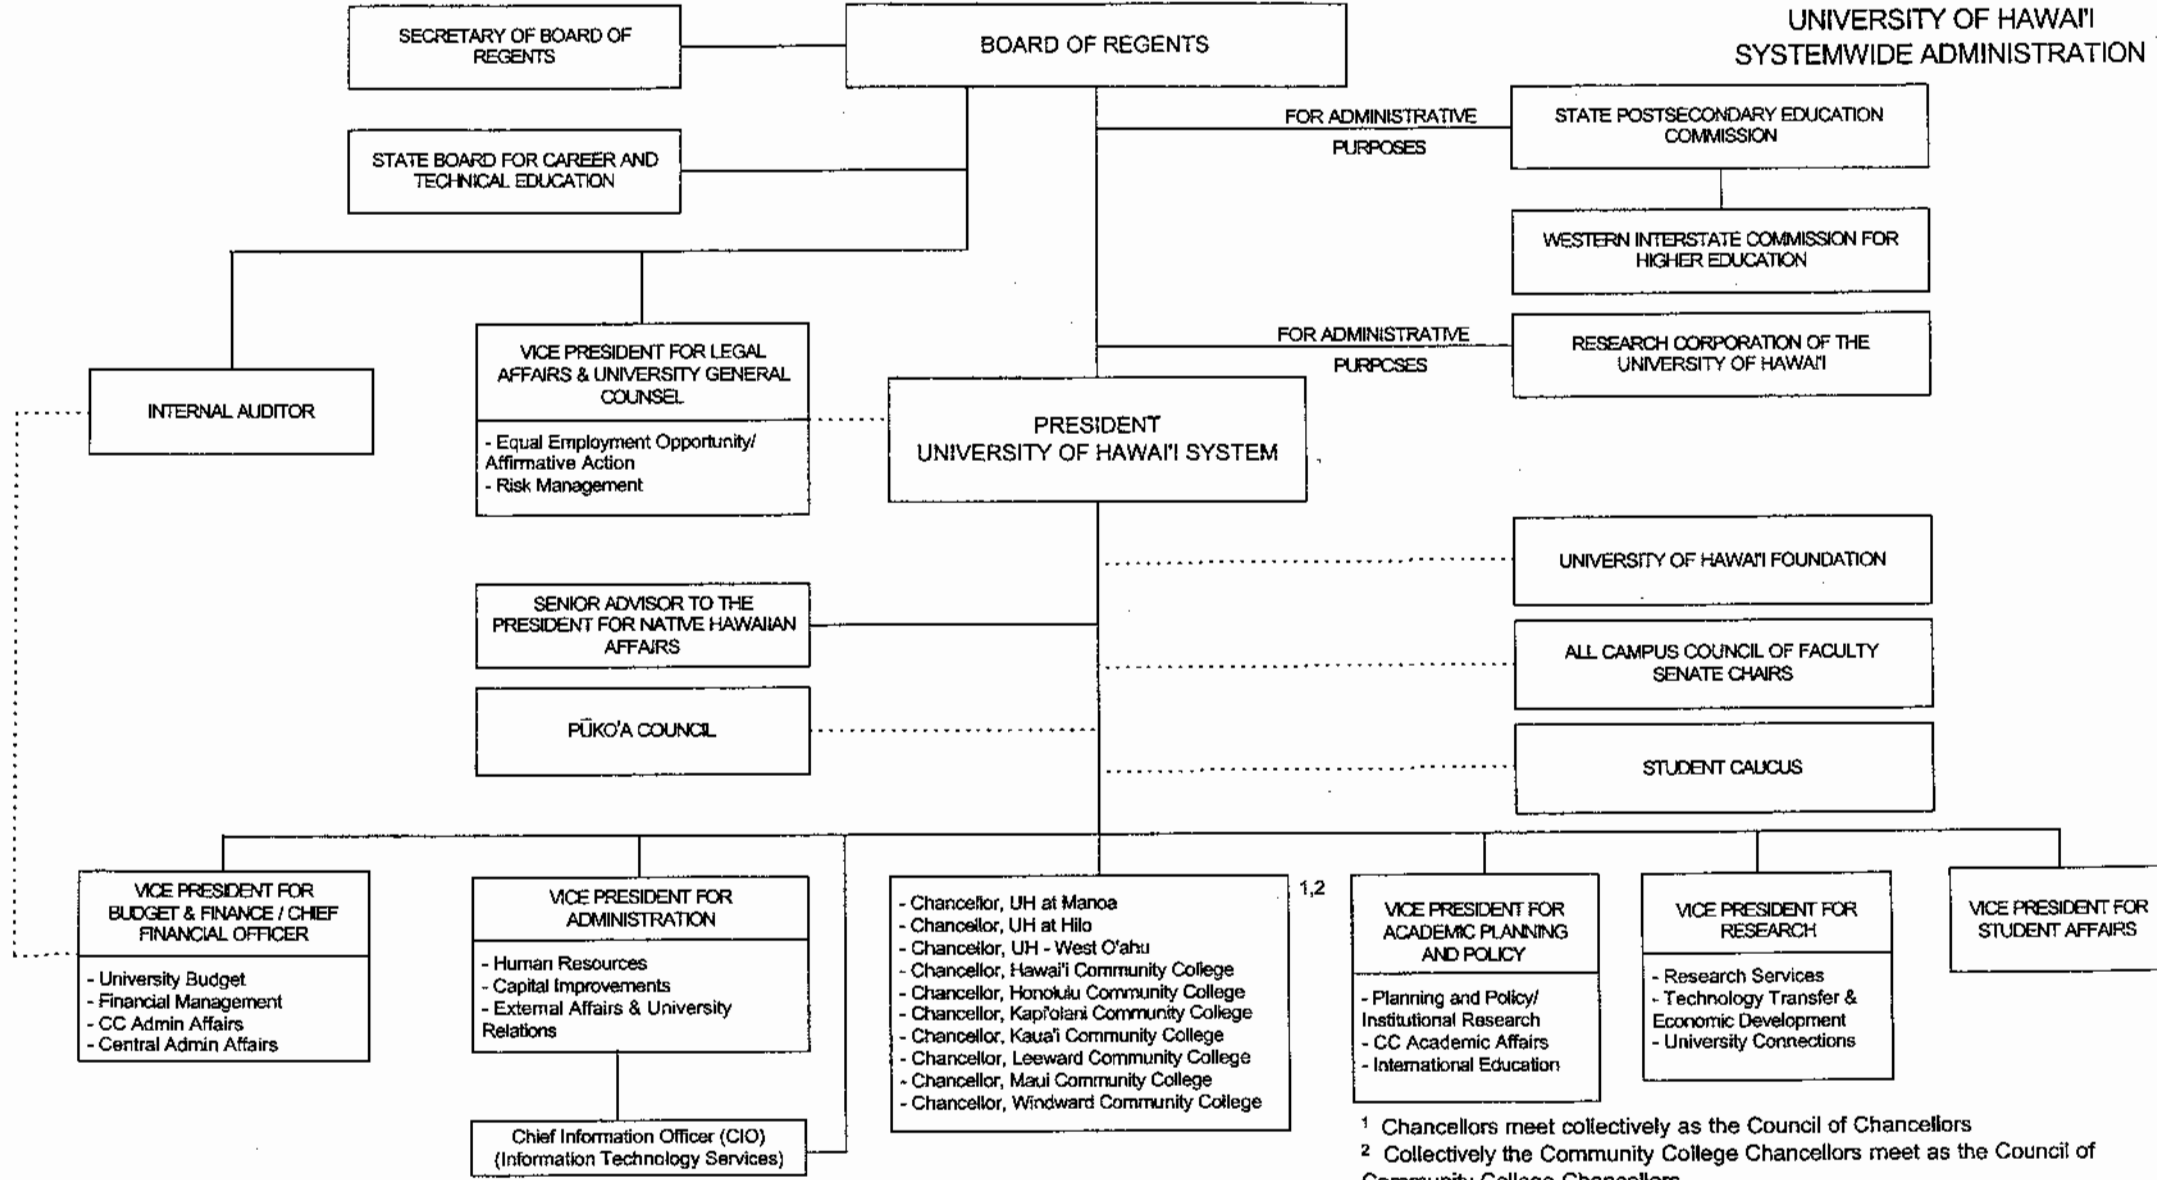 UNIVERSITY OF HAWAI'I
SYSTEMWIDE ADMINISTRATION
SECRETARY OF BOARD OF
REGENTS
BOARD OF REGENTS
STATE BOARD FOR CAREER AND
TECHNICAL EDUCATION
FOR ADMINISTRATIVE
PURPOSES
STATE POSTSECONDARY EDUCATION
COMMISSION
WESTERN INTERSTATE COMMISSION FOR
HIGHER EDUCATION
FOR ADMINISTRATIVE
PURPOSES
RESEARCH CORPORATION OF THE
UNIVERSITY OF HAWAI'I
INTERNAL AUDITOR
VICE PRESIDENT FOR LEGAL
AFFAIRS & UNIVERSITY GENERAL
COUNSEL
- Equal Employment Opportunity/
Affirmative Action
- Risk Management
PRESIDENT
UNIVERSITY OF HAWAI'I SYSTEM
UNIVERSITY OF HAWAI'I FOUNDATION
SENIOR ADVISOR TO THE
PRESIDENT FOR NATIVE HAWAIIAN
AFFAIRS
ALL CAMPUS COUNCIL OF FACULTY
SENATE CHAIRS
PŪKO'A COUNCIL
STUDENT CAUCUS
VICE PRESIDENT FOR
BUDGET & FINANCE / CHIEF
FINANCIAL OFFICER
- University Budget
- Financial Management
- CC Admin Affairs
- Central Admin Affairs
VICE PRESIDENT FOR
ADMINISTRATION
- Human Resources
- Capital Improvements
- External Affairs & University
Relations
Chief Information Officer (CIO)
(Information Technology Services)
1,2
- Chancellor, UH at Manoa
- Chancellor, UH at Hilo
- Chancellor, UH - West O'ahu
- Chancellor, Hawai'i Community College
- Chancellor, Honolulu Community College
- Chancellor, Kapi'olani Community College
- Chancellor, Kaua'i Community College
- Chancellor, Leeward Community College
- Chancellor, Maui Community College
- Chancellor, Windward Community College
VICE PRESIDENT FOR
ACADEMIC PLANNING
AND POLICY
- Planning and Policy/
Institutional Research
- CC Academic Affairs
- International Education
VICE PRESIDENT FOR
RESEARCH
- Research Services
- Technology Transfer &
Economic Development
- University Connections
VICE PRESIDENT FOR
STUDENT AFFAIRS
1 Chancellors meet collectively as the Council of Chancellors
2 Collectively the Community College Chancellors meet as the Council of
Community College Chancellors